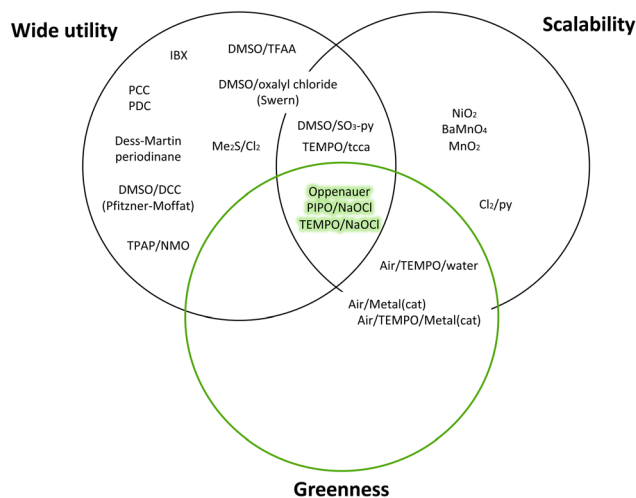 Wide utility
Scalability
IBX
DMSO/TFAA
PCC
PDC
DMSO/oxalyl chloride
(Swern)
NiO₂
BaMnO₄
MnO₂
Dess-Martin
periodinane
Me₂S/Cl₂
DMSO/SO₃-py
TEMPO/tcca
DMSO/DCC
(Pfitzner-Moffat)
Oppenauer
PIPO/NaOCl
TEMPO/NaOCl
Cl₂/py
TPAP/NMO
Air/TEMPO/water
Air/Metal(cat)
Air/TEMPO/Metal(cat)
Greenness